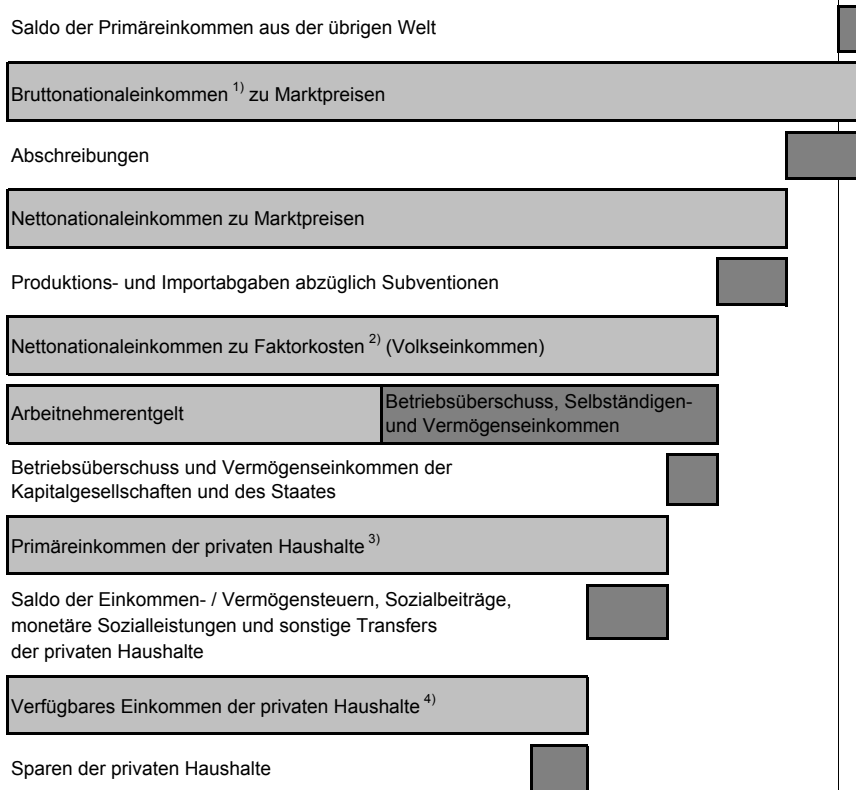 Saldo der Primäreinkommen aus der übrigen Welt
Bruttonationaleinkommen 1) zu Marktpreisen
Abschreibungen
Nettonationaleinkommen zu Marktpreisen
Produktions- und Importabgaben abzüglich Subventionen
Nettonationaleinkommen zu Faktorkosten 2) (Volkseinkommen)
Arbeitnehmerentgelt
Betriebsüberschuss, Selbständigen-
und Vermögenseinkommen
Betriebsüberschuss und Vermögenseinkommen der
Kapitalgesellschaften und des Staates
Primäreinkommen der privaten Haushalte 3)
Saldo der Einkommen- / Vermögensteuern, Sozialbeiträge,
monetäre Sozialleistungen und sonstige Transfers
der privaten Haushalte
Verfügbares Einkommen der privaten Haushalte 4)
Sparen der privaten Haushalte